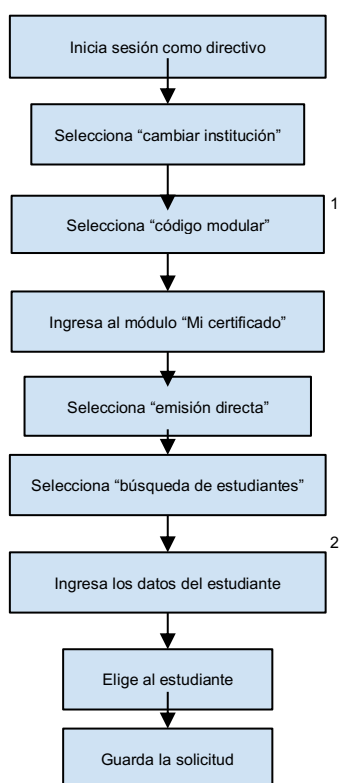 Inicia sesión como directivo
Selecciona “cambiar institución”
1
Selecciona “código modular”
Ingresa al módulo “Mi certificado”
Selecciona “emisión directa”
Selecciona “búsqueda de estudiantes”
2
Ingresa los datos del estudiante
Elige al estudiante
Guarda la solicitud